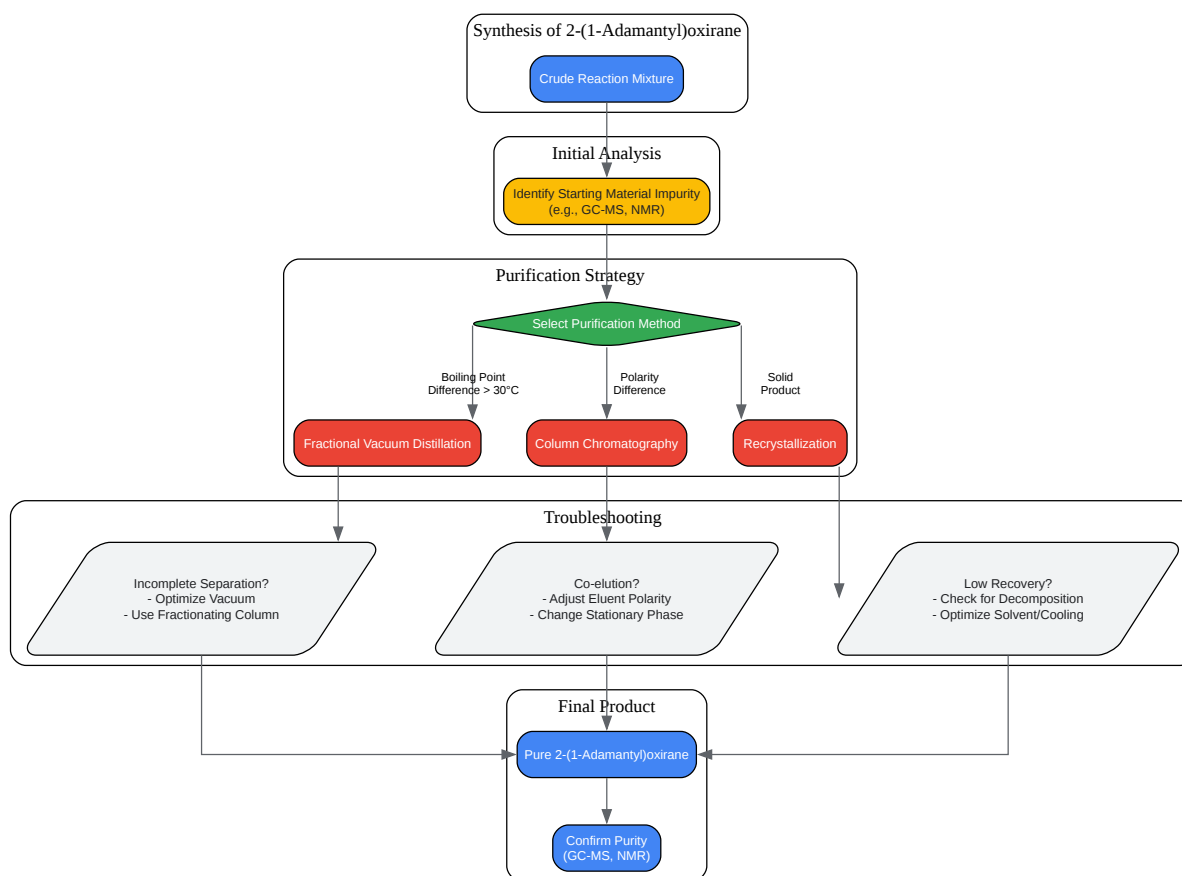 Synthesis of 2-(1-Adamantyl)oxirane
Crude Reaction Mixture
Initial Analysis
Identify Starting Material Impurity
(e.g., GC-MS, NMR)
Purification Strategy
Select Purification Method
Boiling Point
Difference > 30°C
Polarity
Difference
Solid
Product
Fractional Vacuum Distillation
Column Chromatography
Recrystallization
Troubleshooting
Incomplete Separation?
- Optimize Vacuum
- Use Fractionating Column
Co-elution?
- Adjust Eluent Polarity
- Change Stationary Phase
Low Recovery?
- Check for Decomposition
- Optimize Solvent/Cooling
Final Product
Pure 2-(1-Adamantyl)oxirane
Confirm Purity
(GC-MS, NMR)